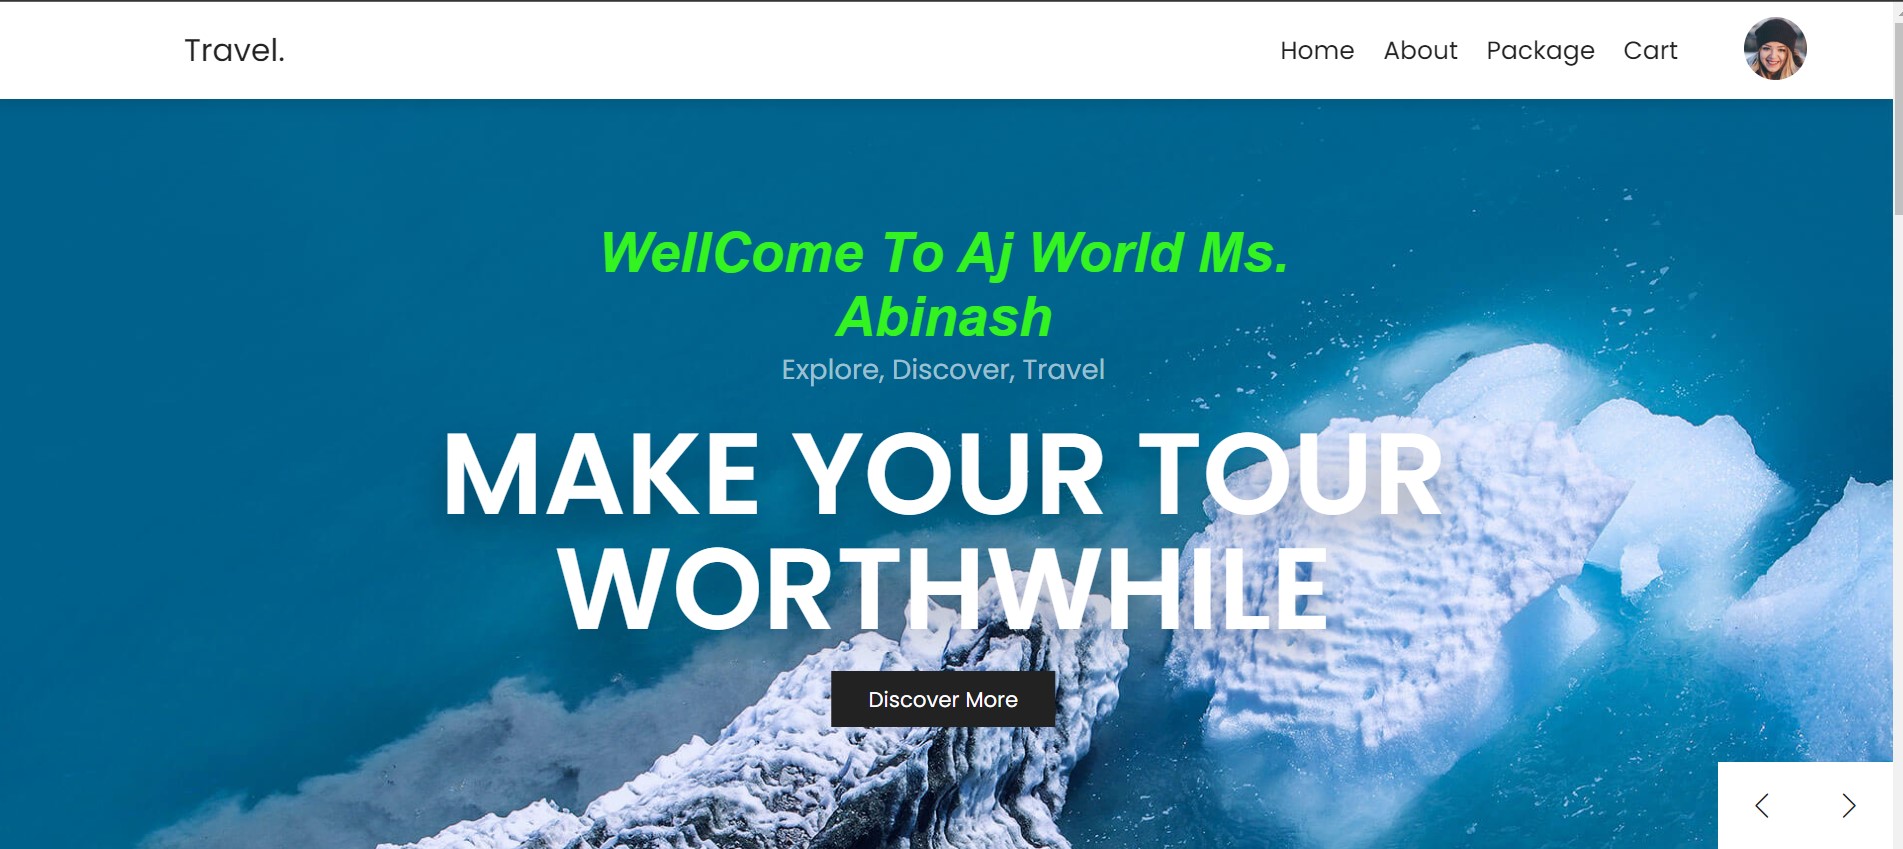 Travel.
Home About Package Cart
WellCome To Aj World Ms.
Abinash
Explore, Discover, Travel
MAKE YOUR TOUR
WORTHWHILE
Discover More